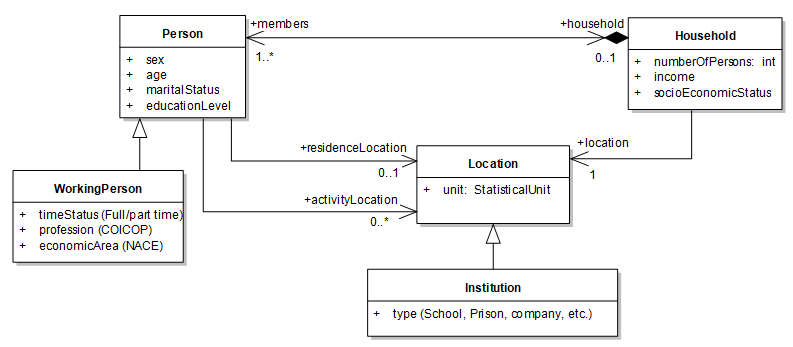 Person
+ sex
+ age
+ maritalStatus
+ educationLevel
+members
1..*
+household
0..1
Household
+ numberOfPersons: int
+ income
+ socioEconomicStatus
+residenceLocation
0..1
+activityLocation
0..*
+location
1
Location
+ unit: StatisticalUnit
WorkingPerson
+ timeStatus (Full/part time)
+ profession (COICOP)
+ economicArea (NACE)
Institution
+ type (School, Prison, company, etc.)